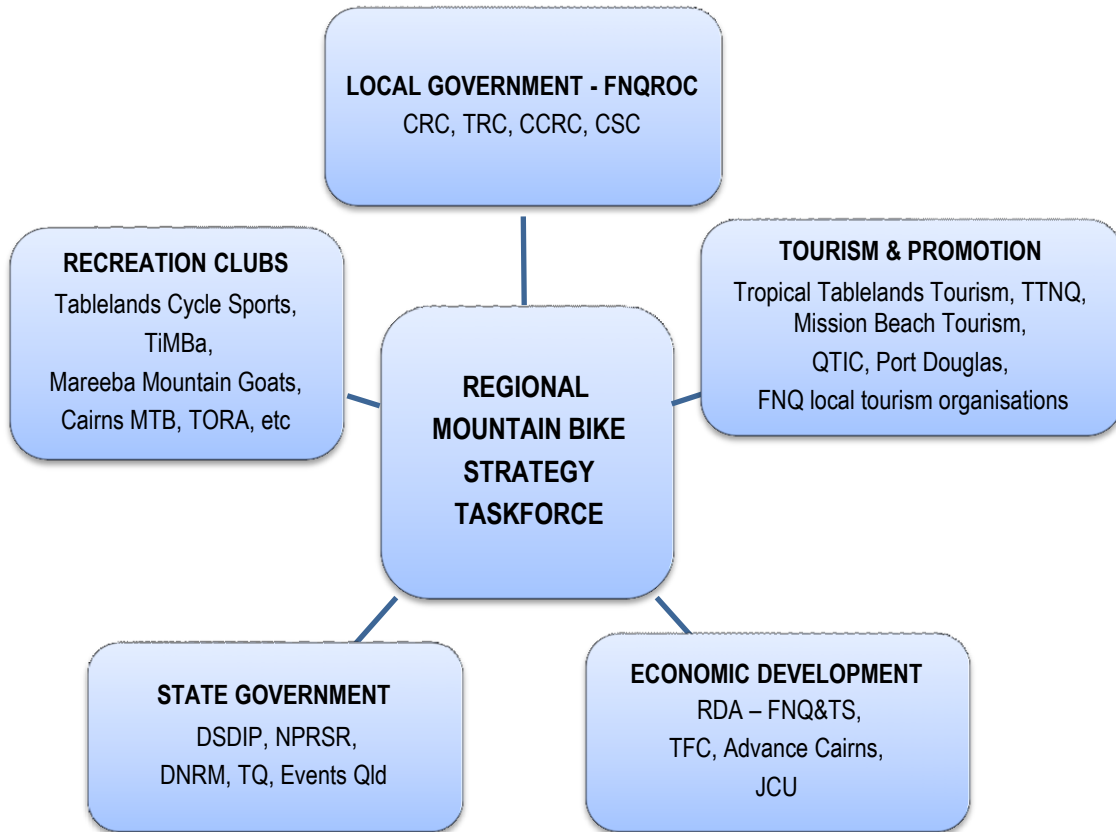 LOCAL GOVERNMENT - FNQROC
CRC, TRC, CCRC, CSC
RECREATION CLUBS
Tablelands Cycle Sports,
TiMBa,
Mareeba Mountain Goats,
Cairns MTB, TORA, etc
TOURISM & PROMOTION
Tropical Tablelands Tourism, TTNQ,
Mission Beach Tourism,
QTIC, Port Douglas,
FNQ local tourism organisations
REGIONAL
MOUNTAIN BIKE
STRATEGY
TASKFORCE
STATE GOVERNMENT
DSDIP, NPRSR,
DNRM, TQ, Events Qld
ECONOMIC DEVELOPMENT
RDA – FNQ&TS,
TFC, Advance Cairns,
JCU